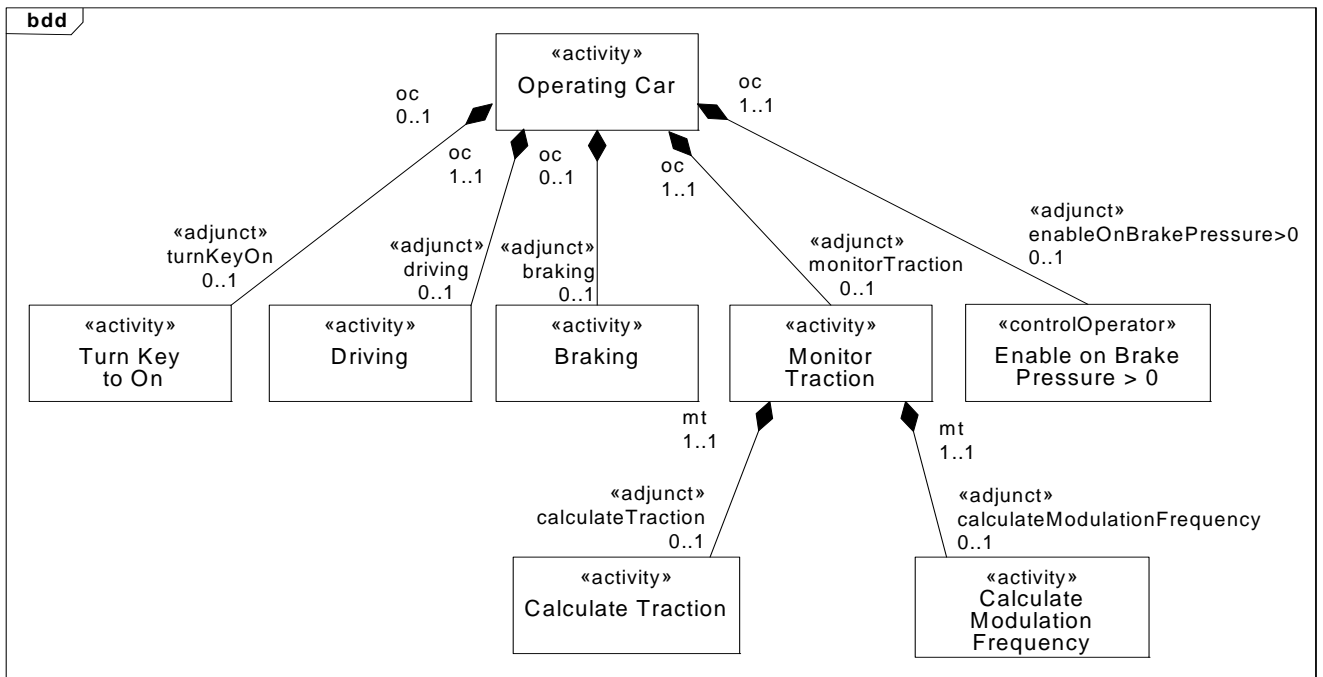 bdd
«activity»
Operating Car
oc
0..1
oc
1..1
oc
0..1
oc
1..1
oc
1..1
«adjunct»
turnKeyOn
0..1
«adjunct»
driving
0..1
«adjunct»
braking
0..1
«adjunct»
monitorTraction
0..1
«adjunct»
enableOnBrakePressure>0
0..1
«activity»
Turn Key
to On
«activity»
Driving
«activity»
Braking
«activity»
Monitor
Traction
«controlOperator»
Enable on Brake
Pressure > 0
mt
1..1
mt
1..1
«adjunct»
calculateTraction
0..1
«adjunct»
calculateModulationFrequency
0..1
«activity»
Calculate Traction
«activity»
Calculate
Modulation
Frequency